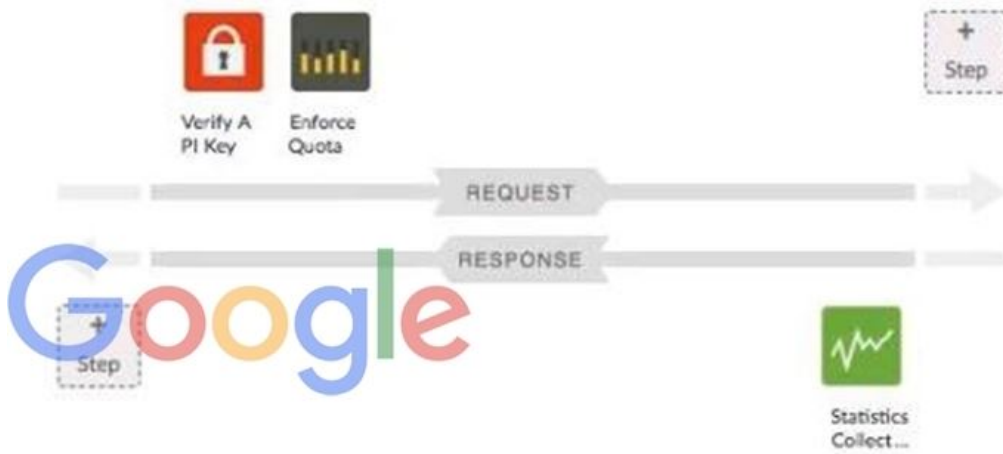 +
Step
Verify A
PI Key
Enforce
Quota
REQUEST
RESPONSE
Google
+
Step
Statistics
Collect...